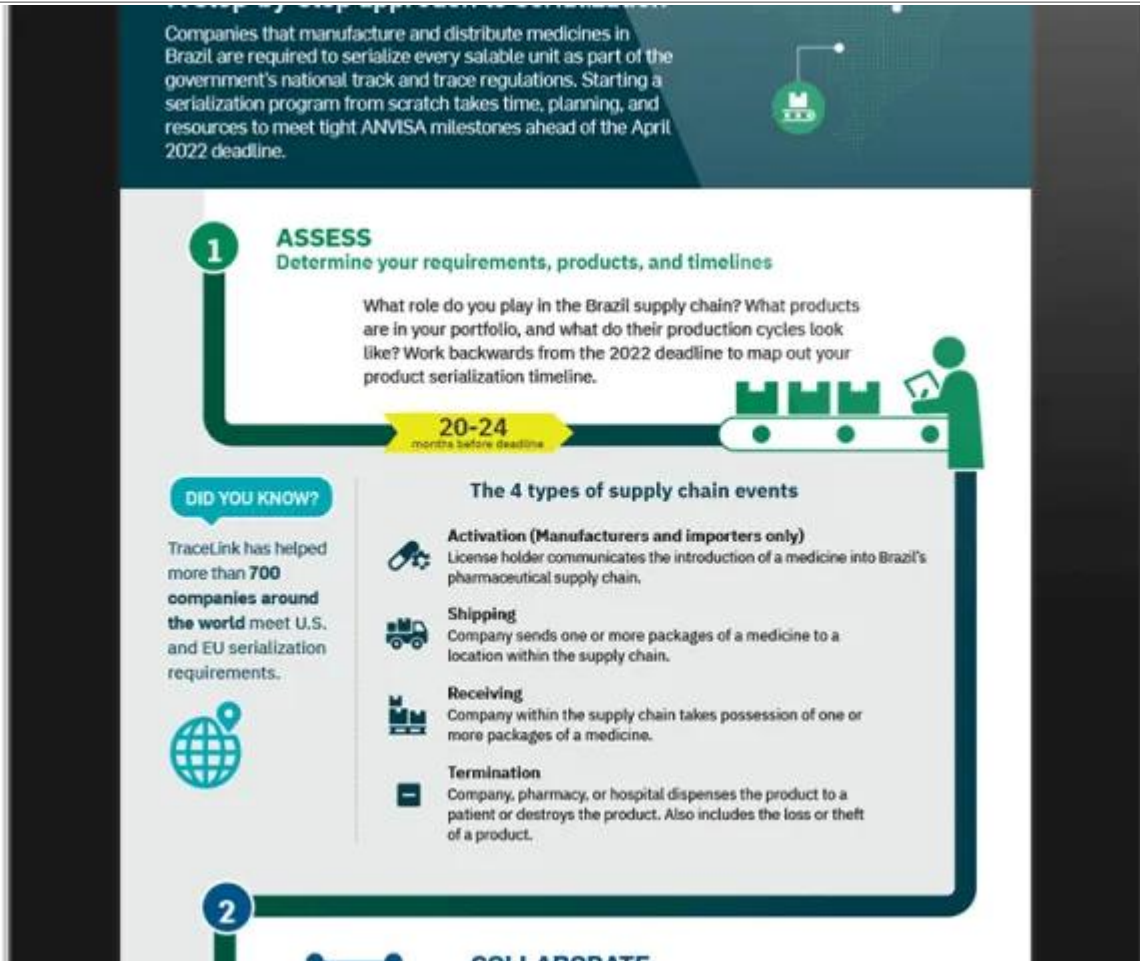 A step-by-step approach to serialization
Companies that manufacture and distribute medicines in
Brazil are required to serialize every salable unit as part of the
government's national track and trace regulations. Starting a
serialization program from scratch takes time, planning, and
resources to meet tight ANVISA milestones ahead of the April
2022 deadline.
1
ASSESS
Determine your requirements, products, and timelines
What role do you play in the Brazil supply chain? What products
are in your portfolio, and what do their production cycles look
like? Work backwards from the 2022 deadline to map out your
product serialization timeline.
20-24
months before deadline
DID YOU KNOW?
TraceLink has helped
more than 700
companies around
the world meet U.S.
and EU serialization
requirements.
The 4 types of supply chain events
Activation (Manufacturers and importers only)
License holder communicates the introduction of a medicine into Brazil's
pharmaceutical supply chain.
Shipping
Company sends one or more packages of a medicine to a
location within the supply chain.
Receiving
Company within the supply chain takes possession of one or
more packages of a medicine.
Termination
Company, pharmacy, or hospital dispenses the product to a
patient or destroys the product. Also includes the loss or theft
of a product.
2
COLLABORATE